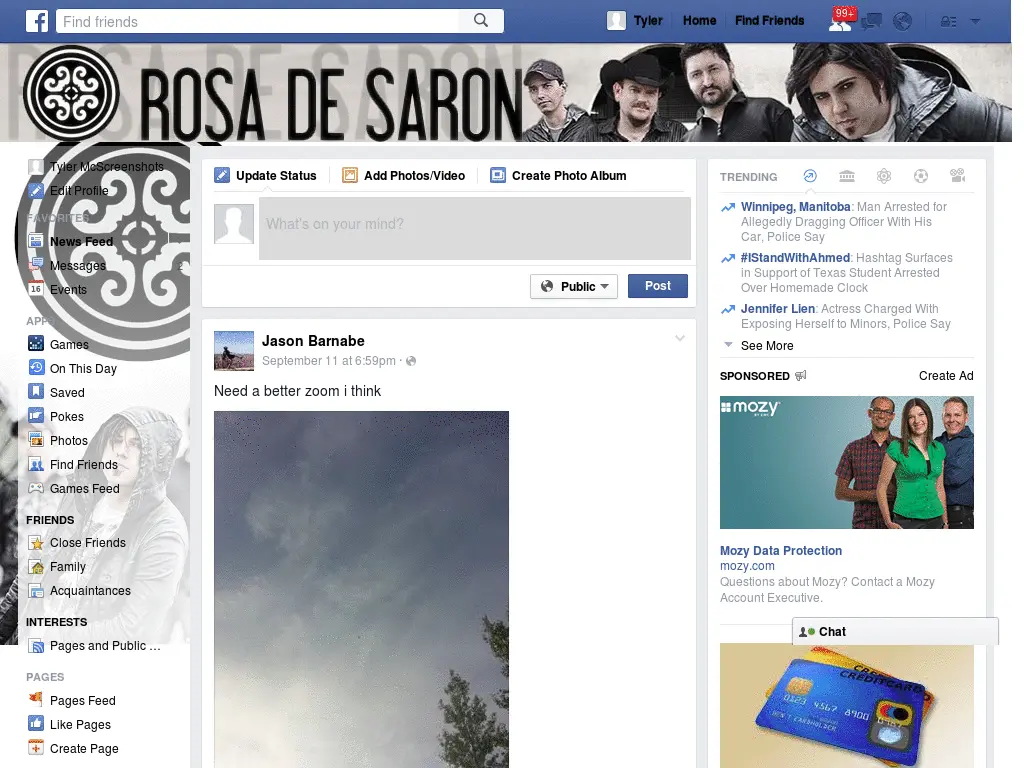 Find friends
Tyler
Home
Find Friends
99+
ROSA DE SARON
Tyler McScreenshots
Edit Profile
FAVORITES
News Feed
Messages
2
16
Events
APPS
Games
On This Day
Saved
Pokes
Photos
Find Friends
Games Feed
FRIENDS
Close Friends
Family
Acquaintances
INTERESTS
Pages and Public ...
PAGES
Pages Feed
Like Pages
Create Page
Update Status
Add Photos/Video
Create Photo Album
What's on your mind?
Public
Post
Jason Barnabe
September 11 at 6:59pm ·
Need a better zoom i think
TRENDING
Winnipeg, Manitoba: Man Arrested for
Allegedly Dragging Officer With His
Car, Police Say
#IStandWithAhmed: Hashtag Surfaces
in Support of Texas Student Arrested
Over Homemade Clock
Jennifer Lien: Actress Charged With
Exposing Herself to Minors, Police Say
See More
SPONSORED
Create Ad
mozy
Mozy Data Protection
mozy.com
Questions about Mozy? Contact a Mozy
Account Executive.
Chat
CREDITCARD
0123 4567 8900